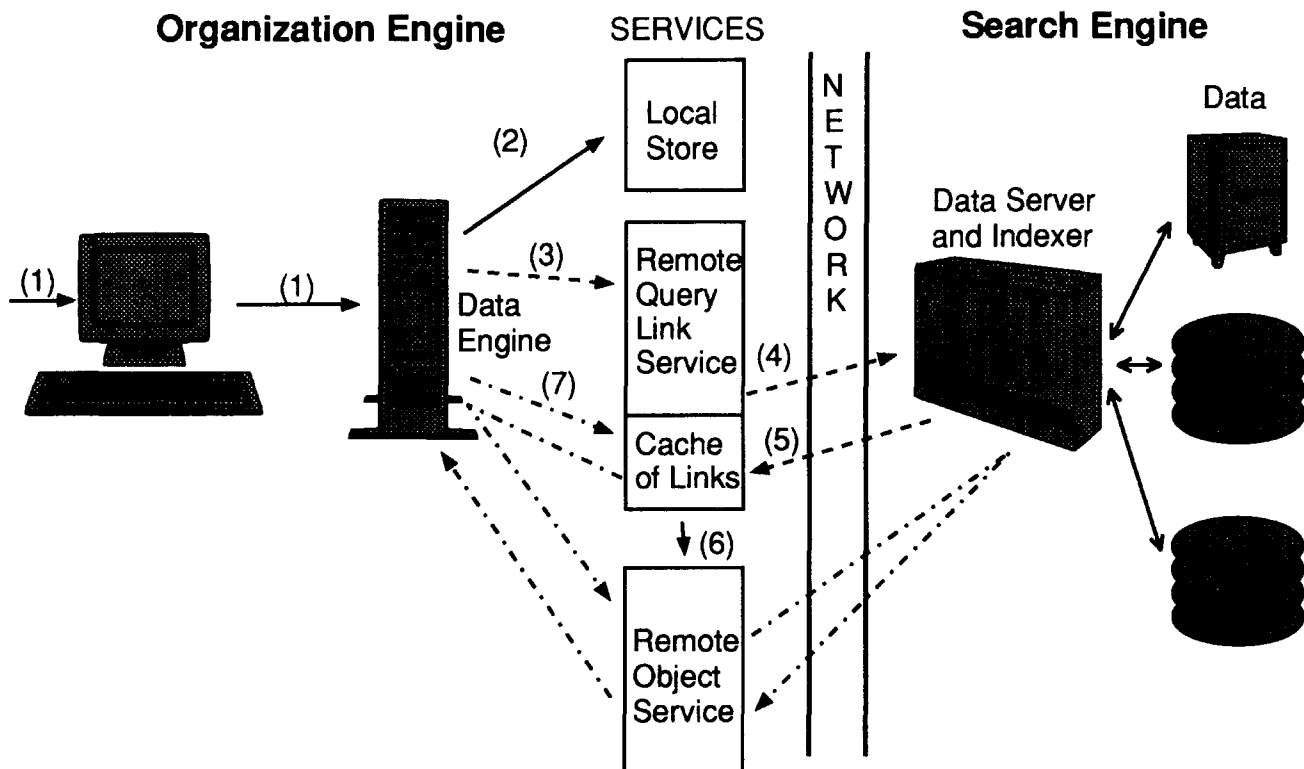 Organization Engine
SERVICES
Search Engine
Local
Store
NETWORK
Data
Data Server
and Indexer
(1)
(1)
(2)
(3)
Data
Engine
Remote
Query
Link
Service
(4)
(7)
Cache
of Links
(5)
(6)
Remote
Object
Service